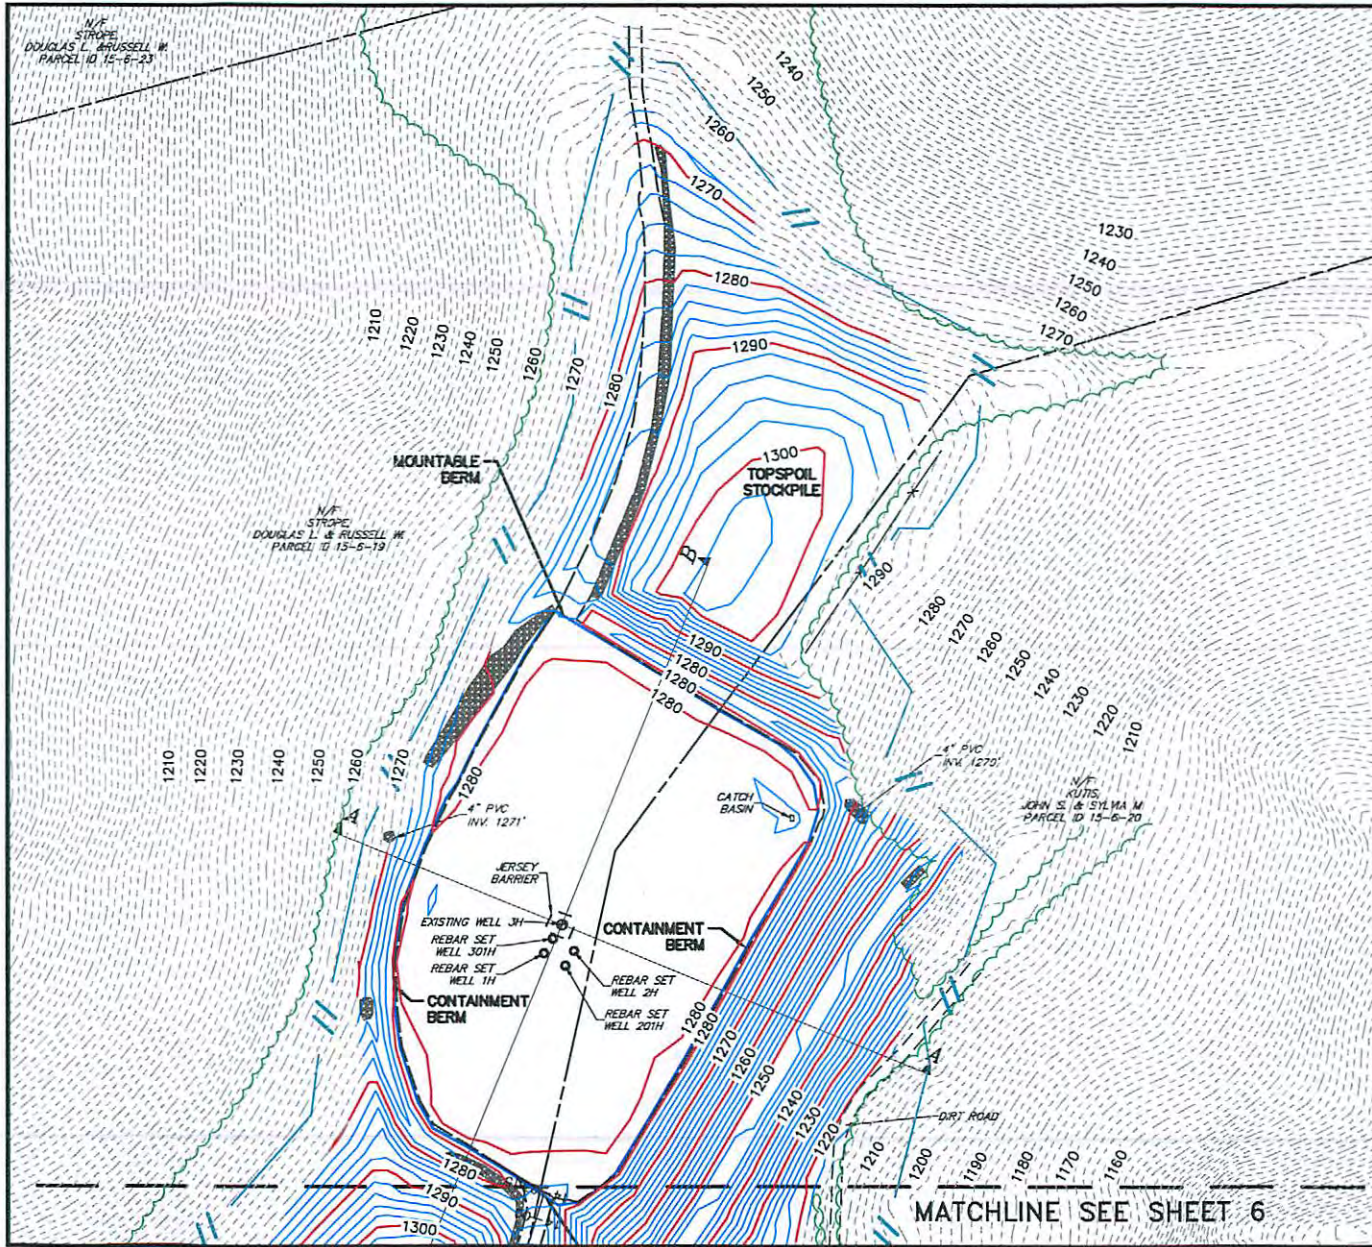 N/F
STROPE,
DOUGLAS L. & RUSSELL W.
PARCEL ID 15-6-23
1240
1250
1260
1270
1230
1240
1250
1260
1270
1280
1290
1210
1220
1230
1240
1250
1260
1270
1280
1300
TOPSPOIL
STOCKPILE
MOUNTABLE
BERM
N/F
STROPE,
DOUGLAS L. & RUSSELL W.
PARCEL ID 15-6-19
B
1290
1280
1270
1260
1250
1240
1230
1220
1210
1290
1280
1280
1280
1210
1220
1230
1240
1250
1260
1270
1280
4" PVC
INV. 1270'
N/F
KUTIS,
JOHN S. & SYLVIA M.
PARCEL ID 15-6-20
CATCH
BASIN
A
4" PVC
INV. 1271'
JERSEY
BARRIER
EXISTING WELL 3H
REBAR SET
WELL 301H
REBAR SET
WELL 1H
CONTAINMENT
BERM
REBAR SET
WELL 2H
REBAR SET
WELL 201H
CONTAINMENT
BERM
1280
1280
1270
1260
1250
1240
1230
1220
A
DIRT ROAD
1210
1200
1190
1180
1170
1160
1280
1290
1300
MATCHLINE SEE SHEET 6